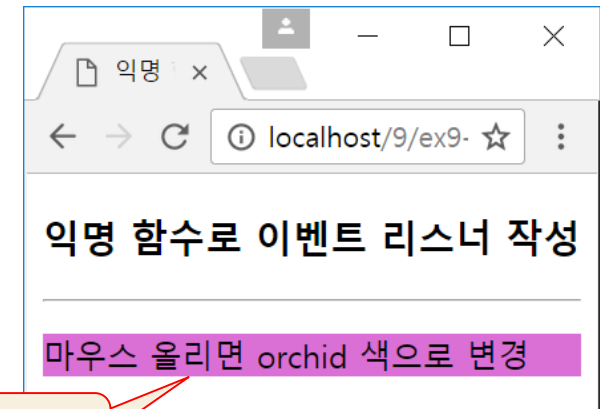 익명
localhost/9/ex9-
익명 함수로 이벤트 리스너 작성
마우스 올리면 orchid 색으로 변경